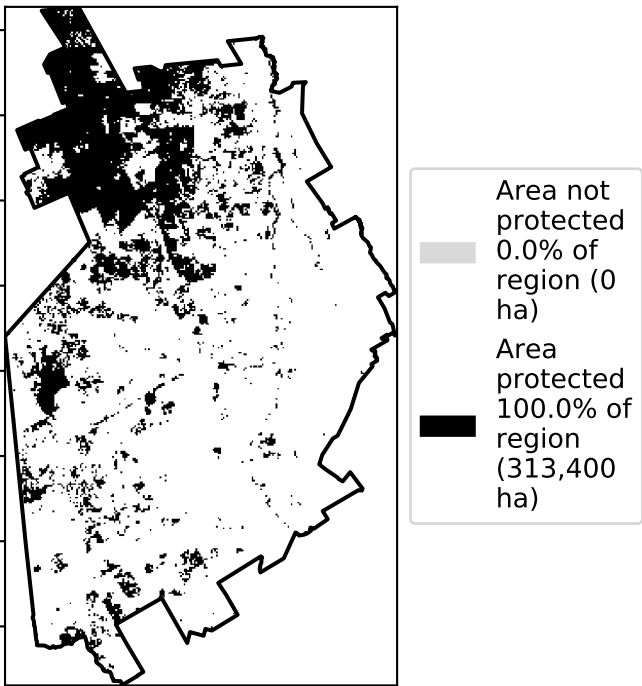 Area not
protected
0.0% of
region (0
ha)
Area
protected
100.0% of
region
(313,400
ha)